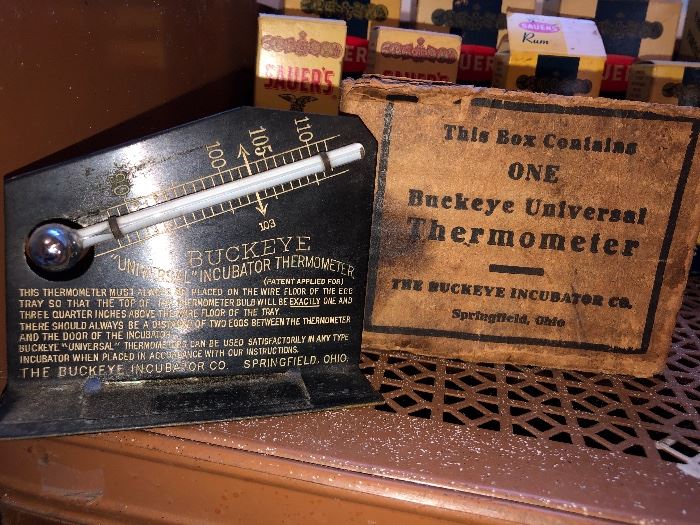 SAUER'S
SAUER'S
SAUER'S
Rum
90
100
105
110
103
BUCKEYE
"UNIVERSAL" INCUBATOR THERMOMETER
(PATENT APPLIED FOR)
THIS THERMOMETER MUST ALWAYS BE PLACED ON THE WIRE FLOOR OF THE EGG
TRAY SO THAT THE TOP OF THE THERMOMETER BULB WILL BE EXACTLY ONE AND
THREE QUARTER INCHES ABOVE THE WIRE FLOOR OF THE TRAY.
THERE SHOULD ALWAYS BE A DISTANCE OF TWO EGGS BETWEEN THE THERMOMETER
AND THE DOOR OF THE INCUBATOR.
BUCKEYE "UNIVERSAL" THERMOMETERS CAN BE USED SATISFACTORILY IN ANY TYPE
INCUBATOR WHEN PLACED IN ACCORDANCE WITH OUR INSTRUCTIONS.
THE BUCKEYE INCUBATOR CO. SPRINGFIELD, OHIO.
This Box Contains
ONE
Buckeye Universal
Thermometer
THE BUCKEYE INCUBATOR CO.
Springfield, Ohio